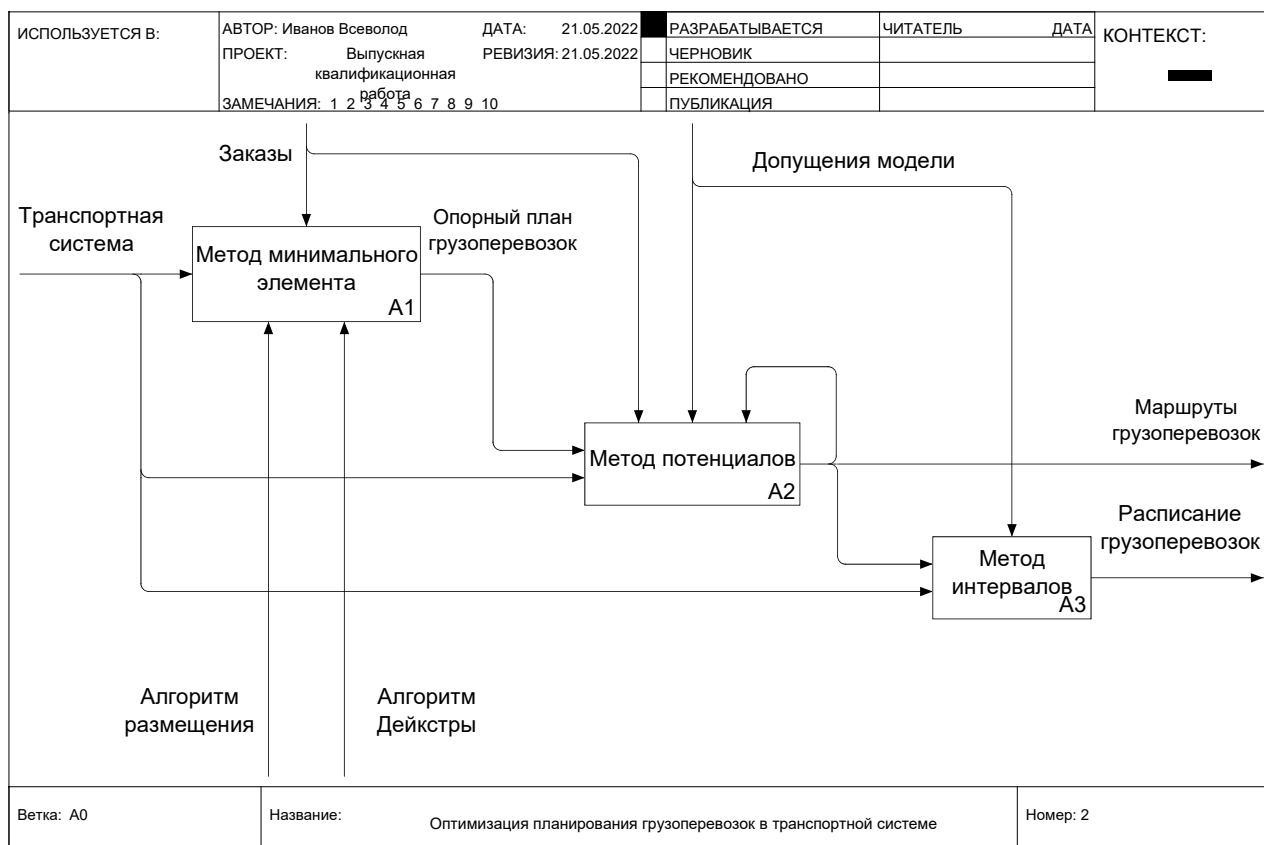 ИСПОЛЬЗУЕТСЯ В:
АВТОР: Иванов Всеволод
ДАТА: 21.05.2022
ПРОЕКТ: Выпускная
квалификационная
работа
РЕВИЗИЯ: 21.05.2022
ЗАМЕЧАНИЯ: 1 2 3 4 5 6 7 8 9 10
РАЗРАБАТЫВАЕТСЯ
ЧЕРНОВИК
РЕКОМЕНДОВАНО
ПУБЛИКАЦИЯ
ЧИТАТЕЛЬ
ДАТА
КОНТЕКСТ:
Заказы
Допущения модели
Транспортная
система
Опорный план
грузоперевозок
Метод минимального
элемента
A1
Метод потенциалов
A2
Маршруты
грузоперевозок
Расписание
грузоперевозок
Метод
интервалов
A3
Алгоритм
размещения
Алгоритм
Дейкстры
Ветка: A0
Название:
Оптимизация планирования грузоперевозок в транспортной системе
Номер: 2